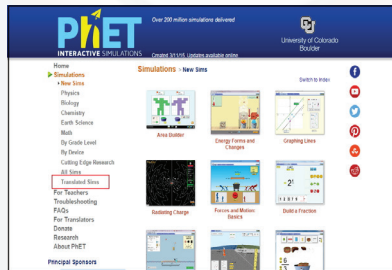 PhET
INTERACTIVE SIMULATIONS
Over 200 million simulations delivered
Created 3/11/15. Updates available online
University of Colorado
Boulder
Home
Simulations
New Sims
Physics
Biology
Chemistry
Earth Science
Math
By Grade Level
By Device
Cutting Edge Research
All Sims
Translated Sims
For Teachers
Troubleshooting
FAQs
For Translators
Donate
Research
About PhET
Principal Sponsors
Simulations › New Sims
Switch to Index
Area Builder
Energy Forms and
Changes
Graphing Lines
Radiating Charge
Forces and Motion
Basics
Build a Fraction